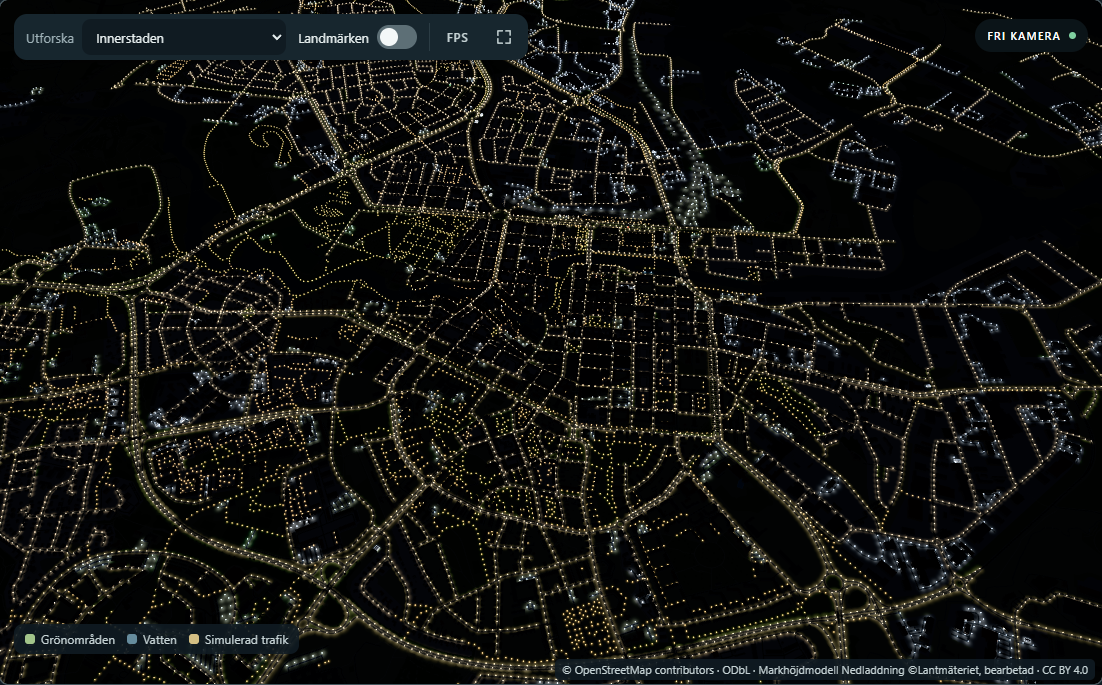 Utforska Innerstaden Landmärken FPS
FRI KAMERA
Grönområden Vatten Simulerad trafik
© OpenStreetMap contributors · ODbL · Markhöjdmodell Nedladdning ©Lantmäteriet, bearbetad · CC BY 4.0